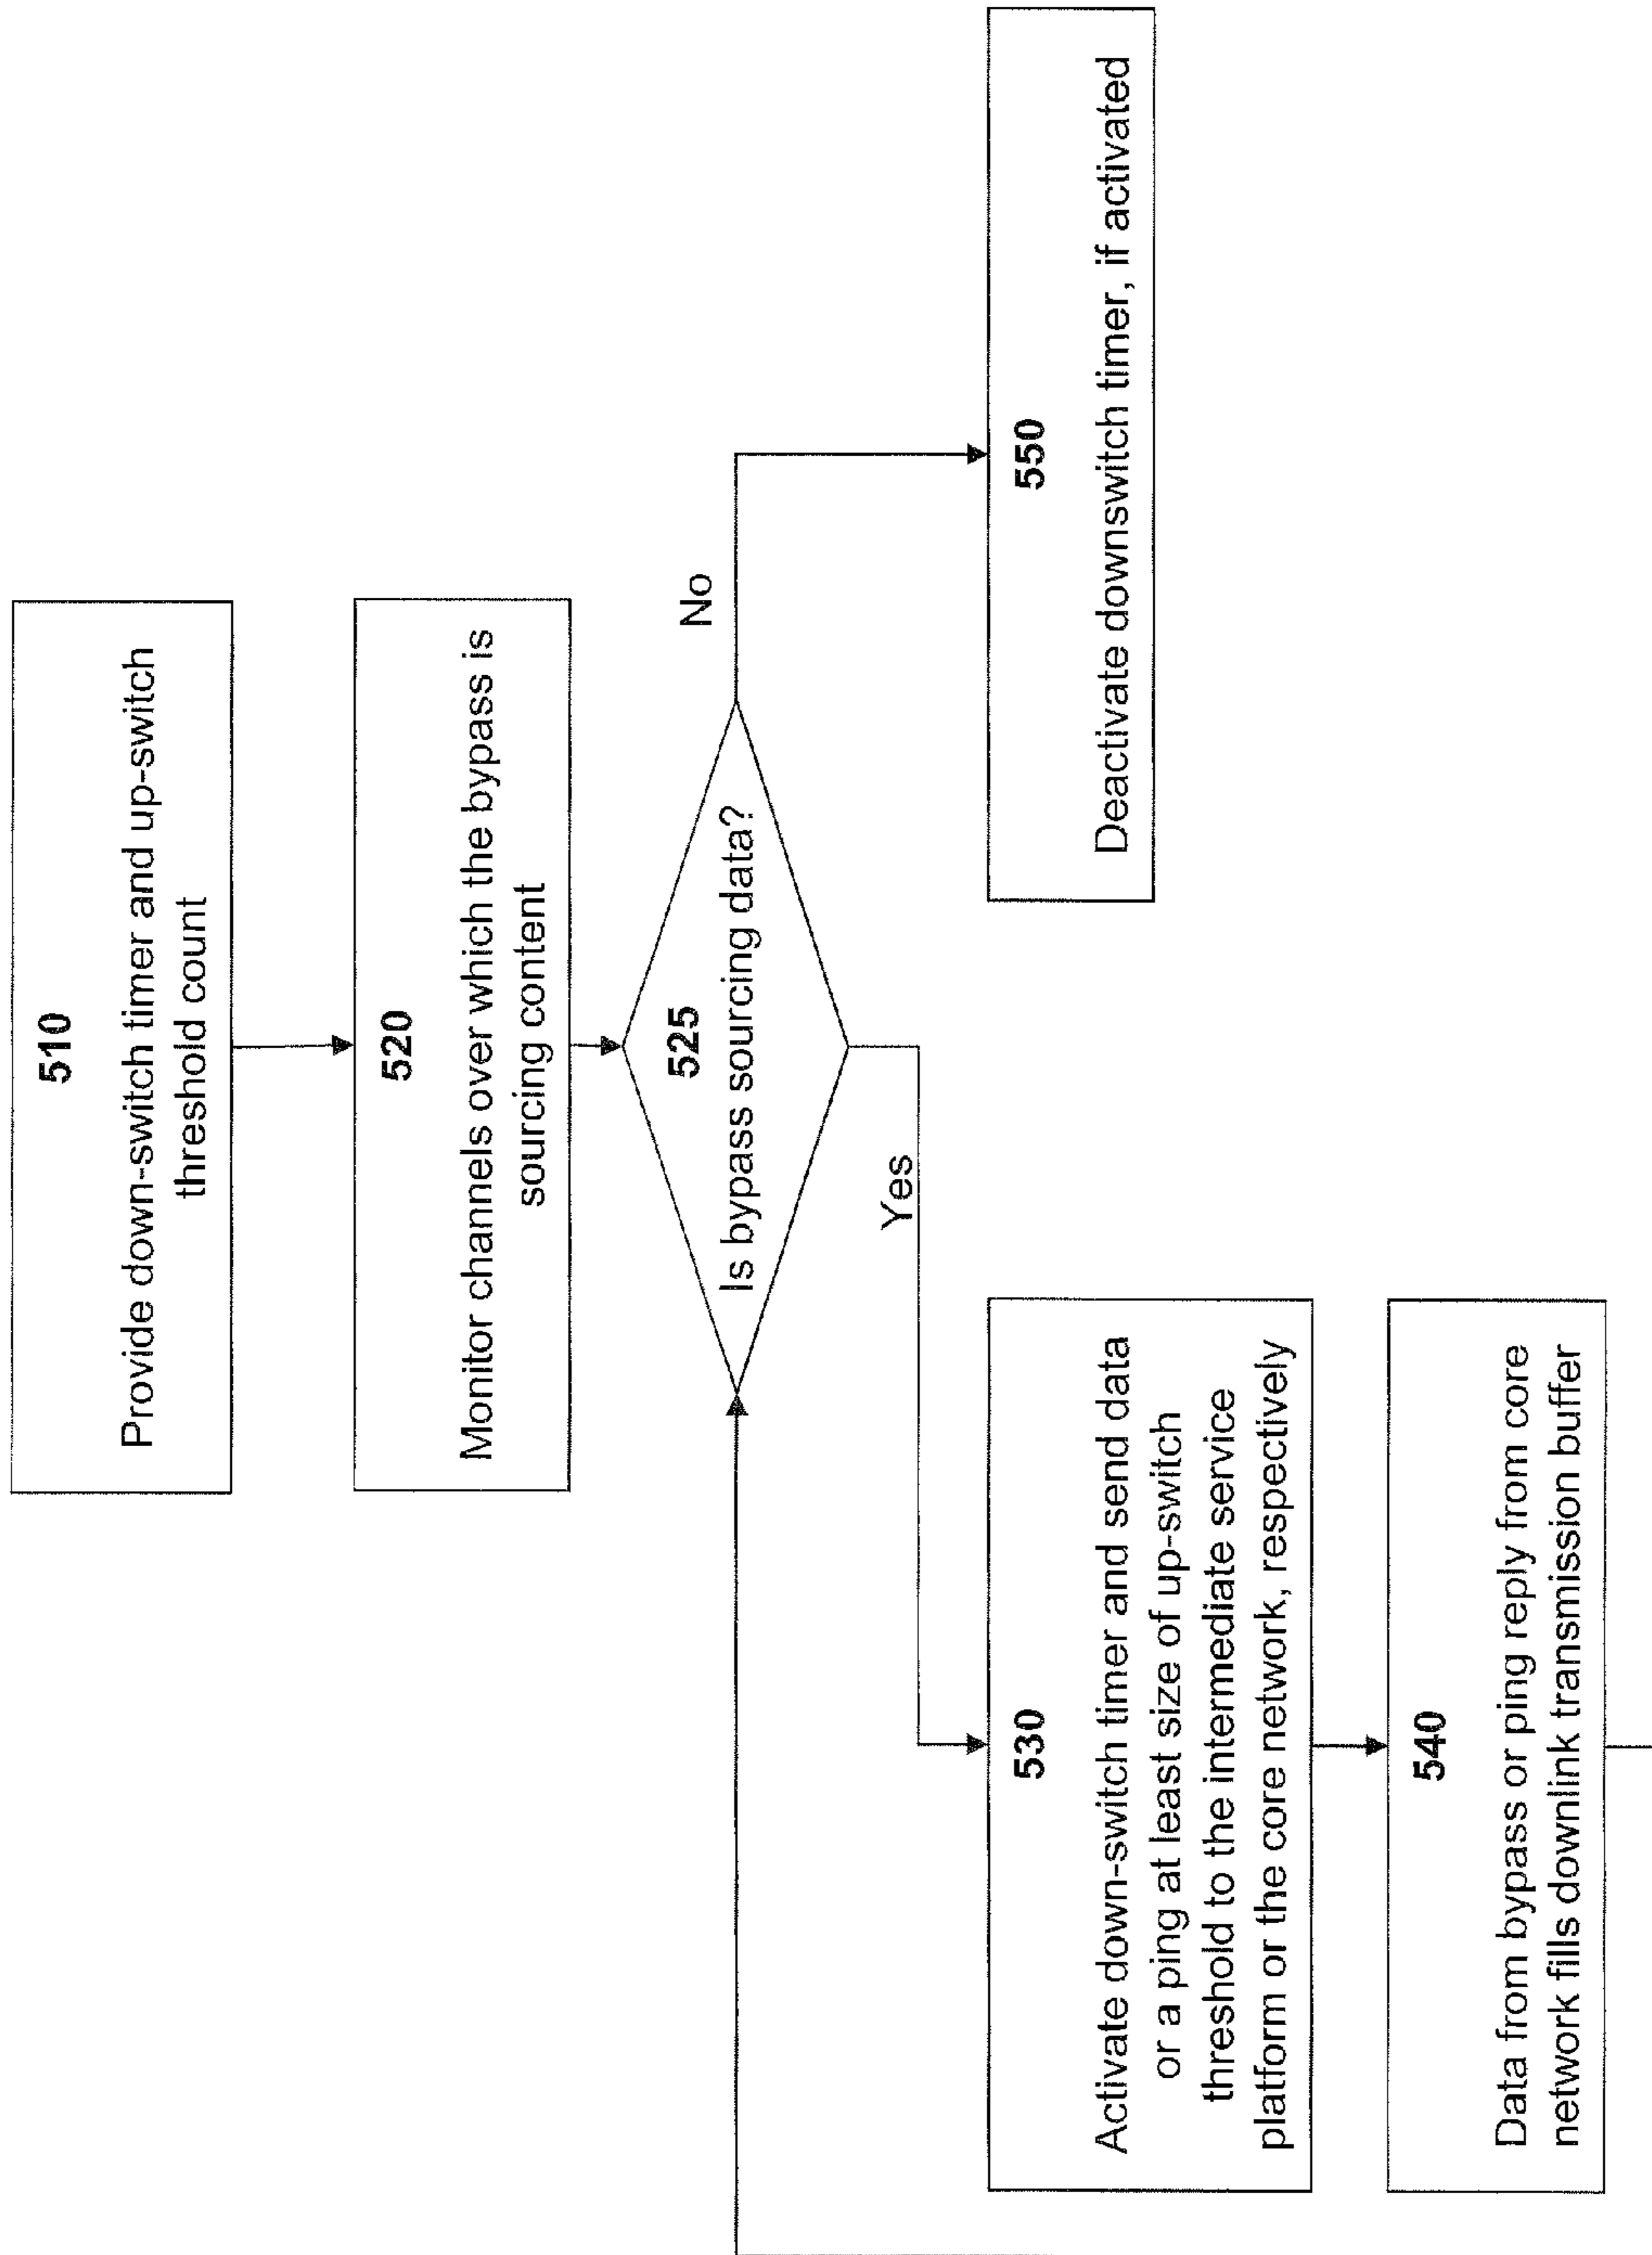 510
Provide down-switch timer and up-switch
threshold count
520
Monitor channels over which the bypass is
sourcing content
525
Is bypass sourcing data?
No
Yes
530
Activate down-switch timer and send data
or a ping at least size of up-switch
threshold to the intermediate service
platform or the core network, respectively
540
Data from bypass or ping reply from core
network fills downlink transmission buffer
550
Deactivate downswitch timer, if activated